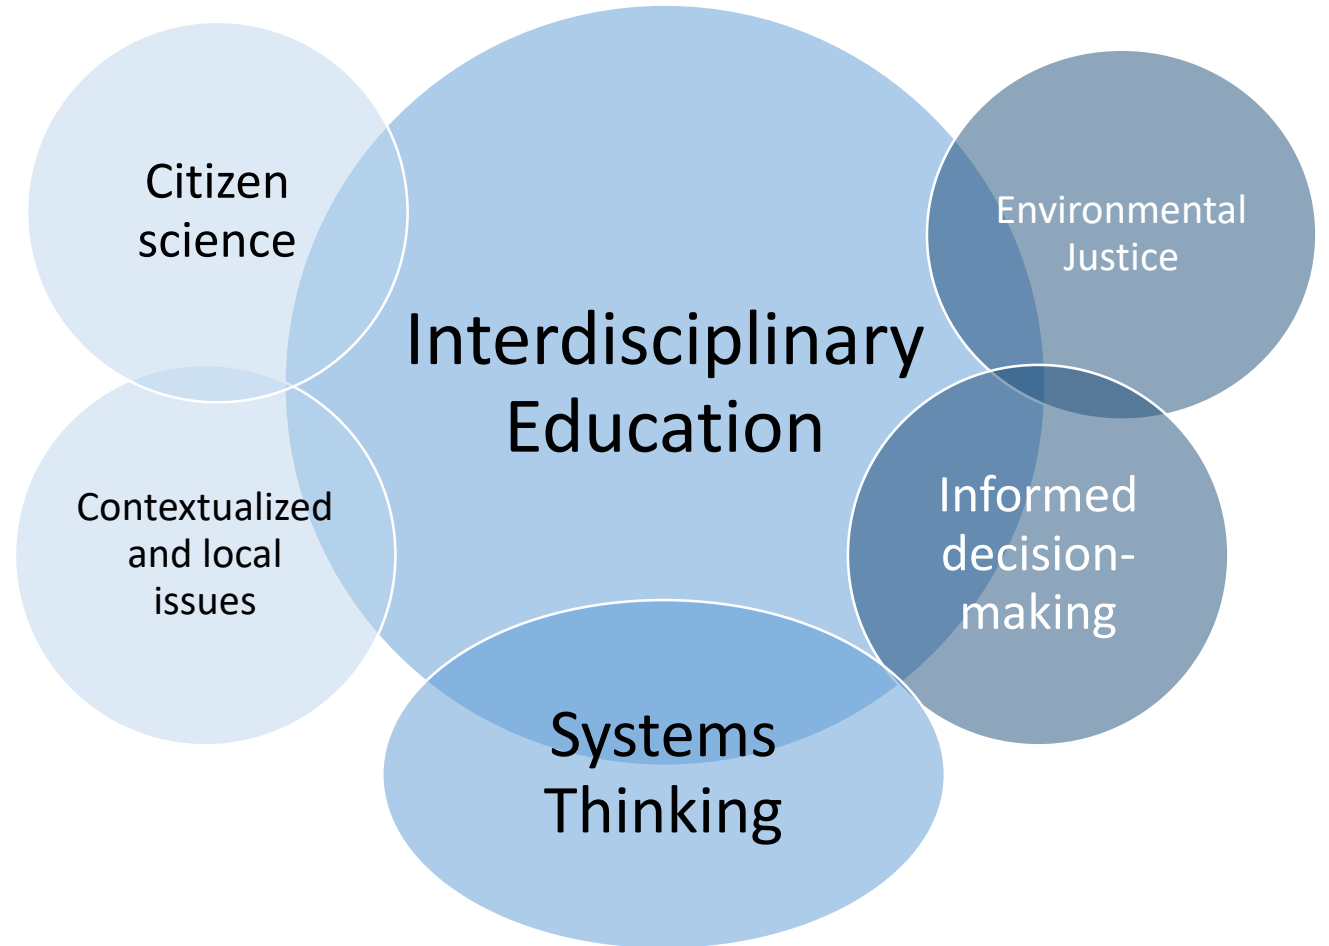 Citizen
science
Environmental
Justice
Interdisciplinary
Education
Contextualized
and local
issues
Informed
decision-
making
Systems
Thinking